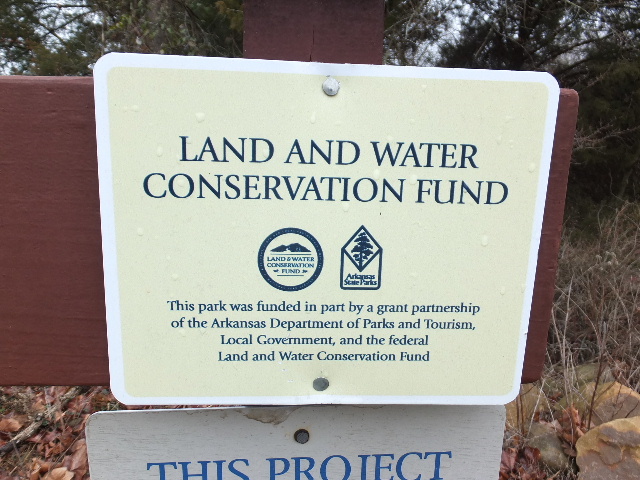 LAND AND WATER
CONSERVATION FUND
LAND & WATER
CONSERVATION
FUND
Arkansas
State Parks
This park was funded in part by a grant partnership
of the Arkansas Department of Parks and Tourism,
Local Government, and the federal
Land and Water Conservation Fund
THIS PROJECT